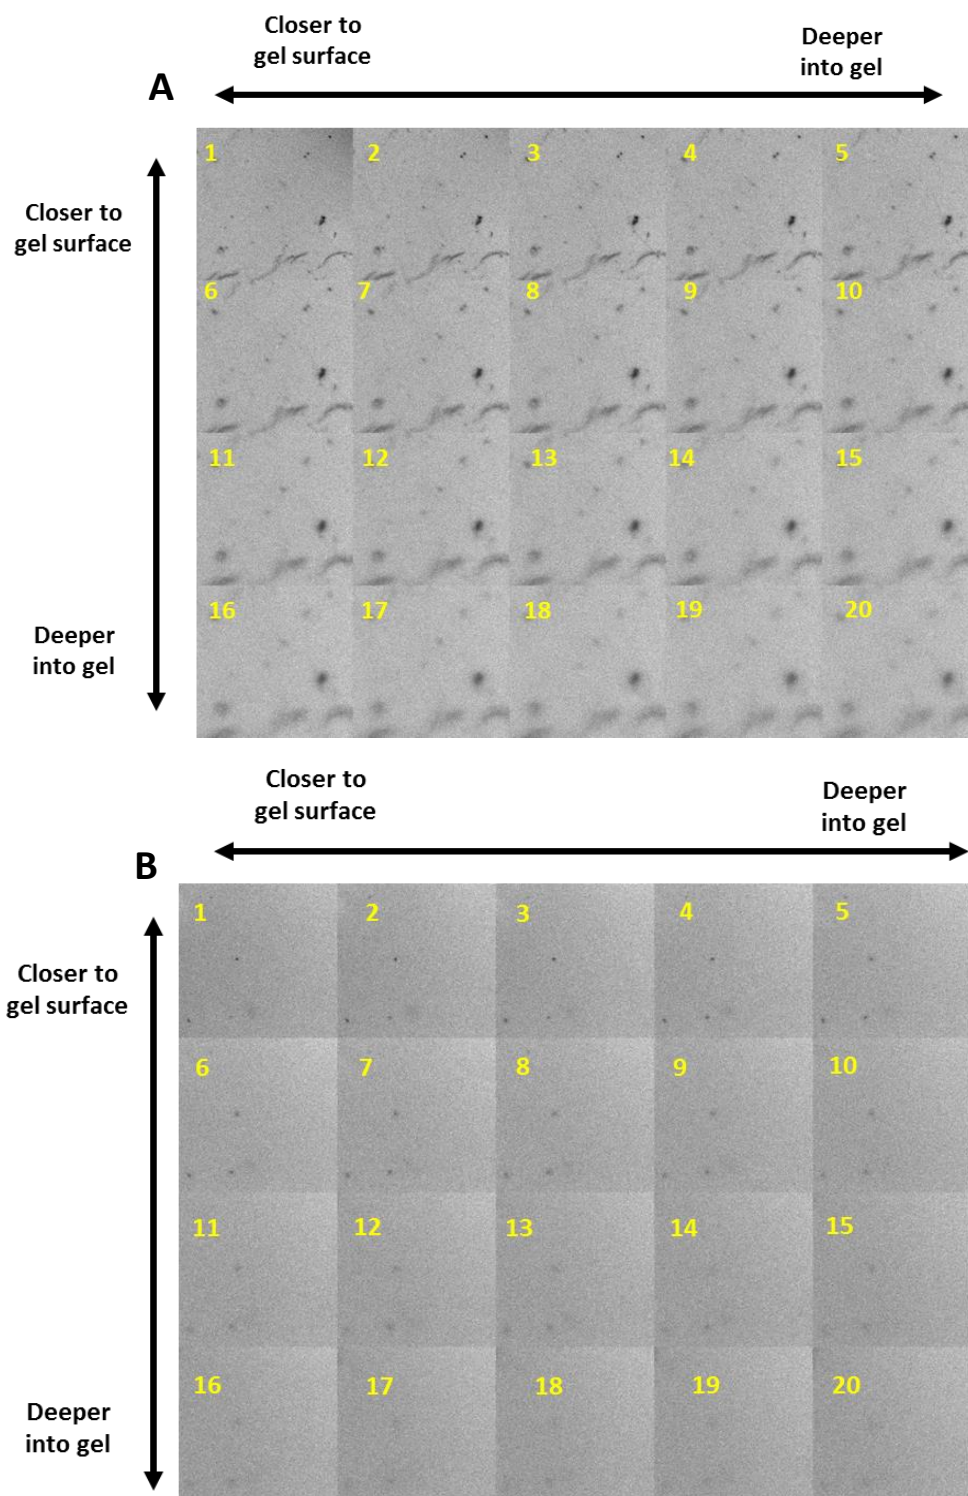 Closer to
gel surface
Deeper
into gel
A
1 2 3 4 5
Closer to
gel surface
6 7 8 9 10
11 12 13 14 15
16 17 18 19 20
Deeper
into gel
Closer to
gel surface
Deeper
into gel
B
1 2 3 4 5
Closer to
gel surface
6 7 8 9 10
11 12 13 14 15
16 17 18 19 20
Deeper
into gel